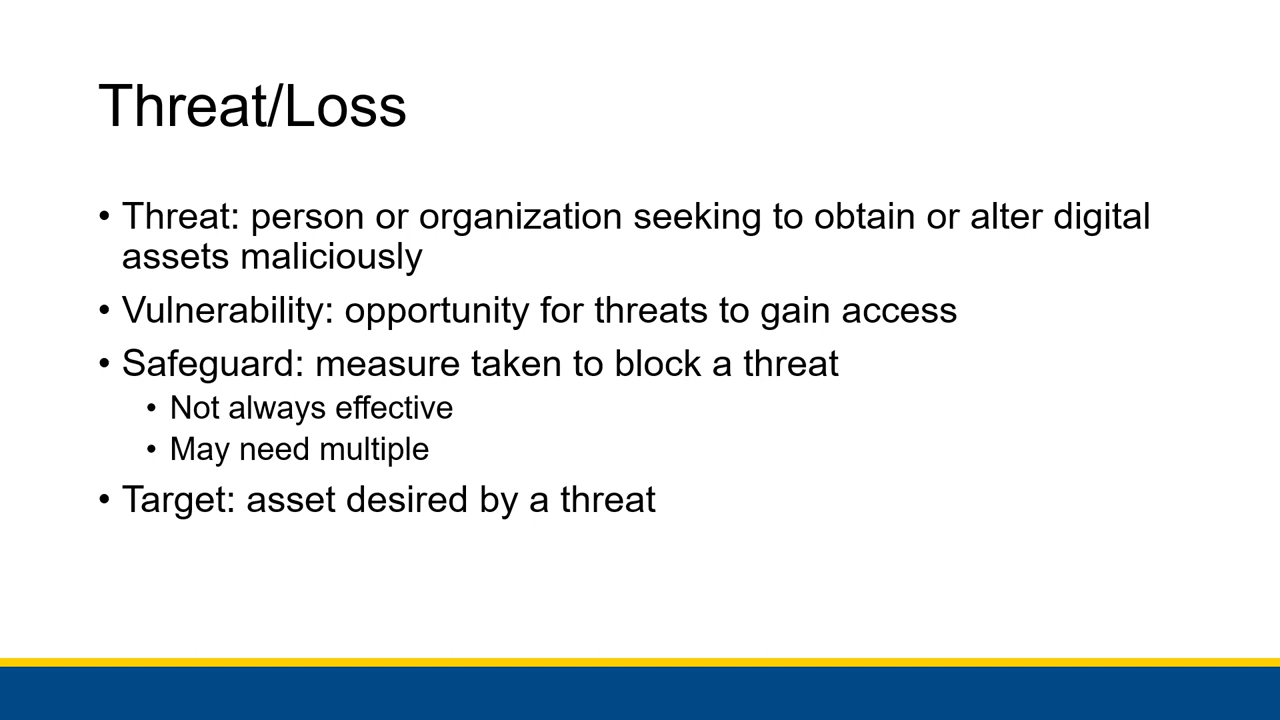 Threat/Loss
• Threat: person or organization seeking to obtain or alter digital
assets maliciously
• Vulnerability: opportunity for threats to gain access
• Safeguard: measure taken to block a threat
• Not always effective
• May need multiple
• Target: asset desired by a threat